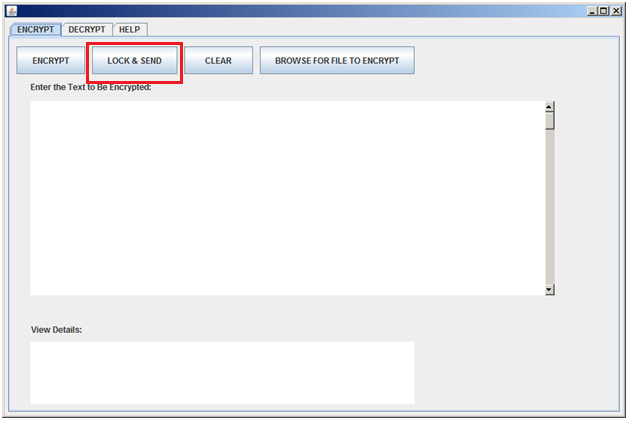 ENCRYPT DECRYPT HELP
ENCRYPT LOCK & SEND CLEAR BROWSE FOR FILE TO ENCRYPT
Enter the Text to Be Encrypted:
View Details: